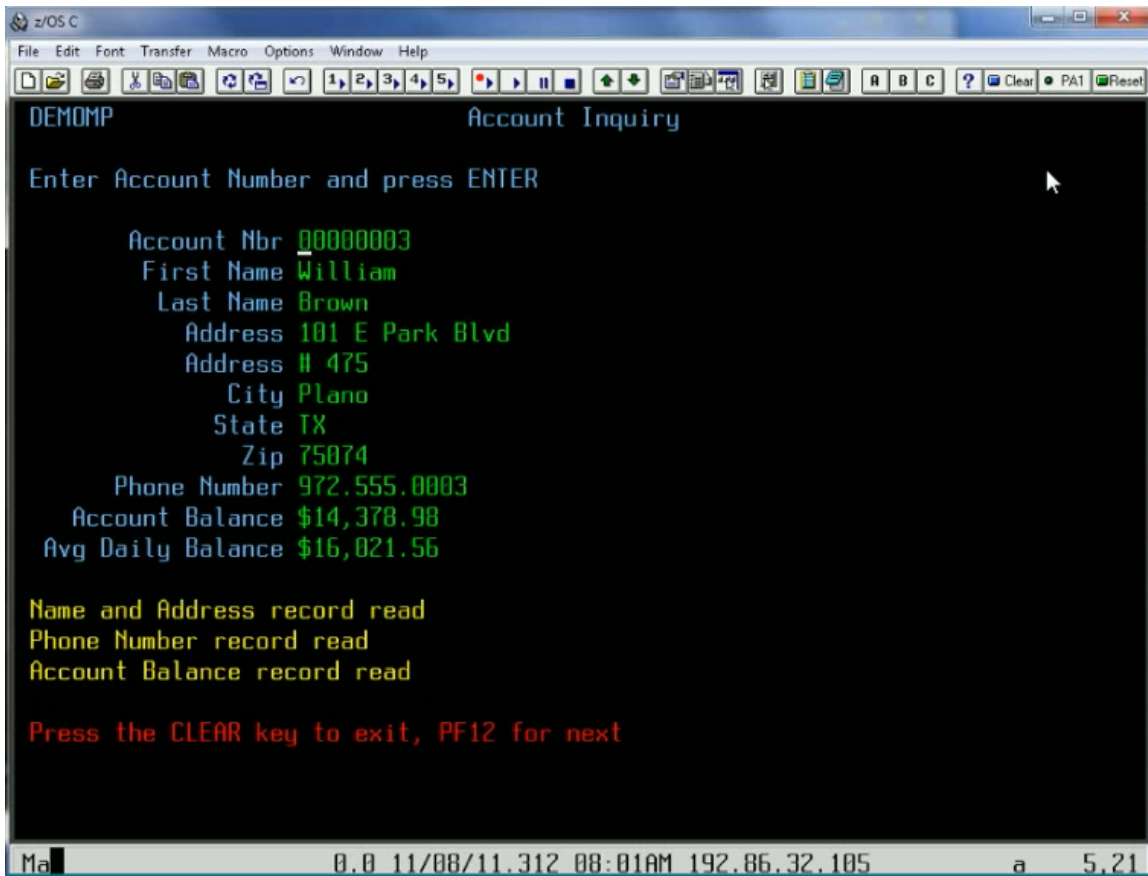 z/OS C
File Edit Font Transfer Macro Options Window Help
1 2 3 4 5 A B C ? Clear PA1 Reset
DEMOMP Account Inquiry
Enter Account Number and press ENTER
Account Nbr 00000003
First Name William
Last Name Brown
Address 101 E Park Blvd
Address # 475
City Plano
State TX
Zip 75074
Phone Number 972.555.0003
Account Balance $14,378.98
Avg Daily Balance $16,021.56
Name and Address record read
Phone Number record read
Account Balance record read
Press the CLEAR key to exit, PF12 for next
Ma 0.0 11/08/11.312 08:01AM 192.86.32.105 a 5,21